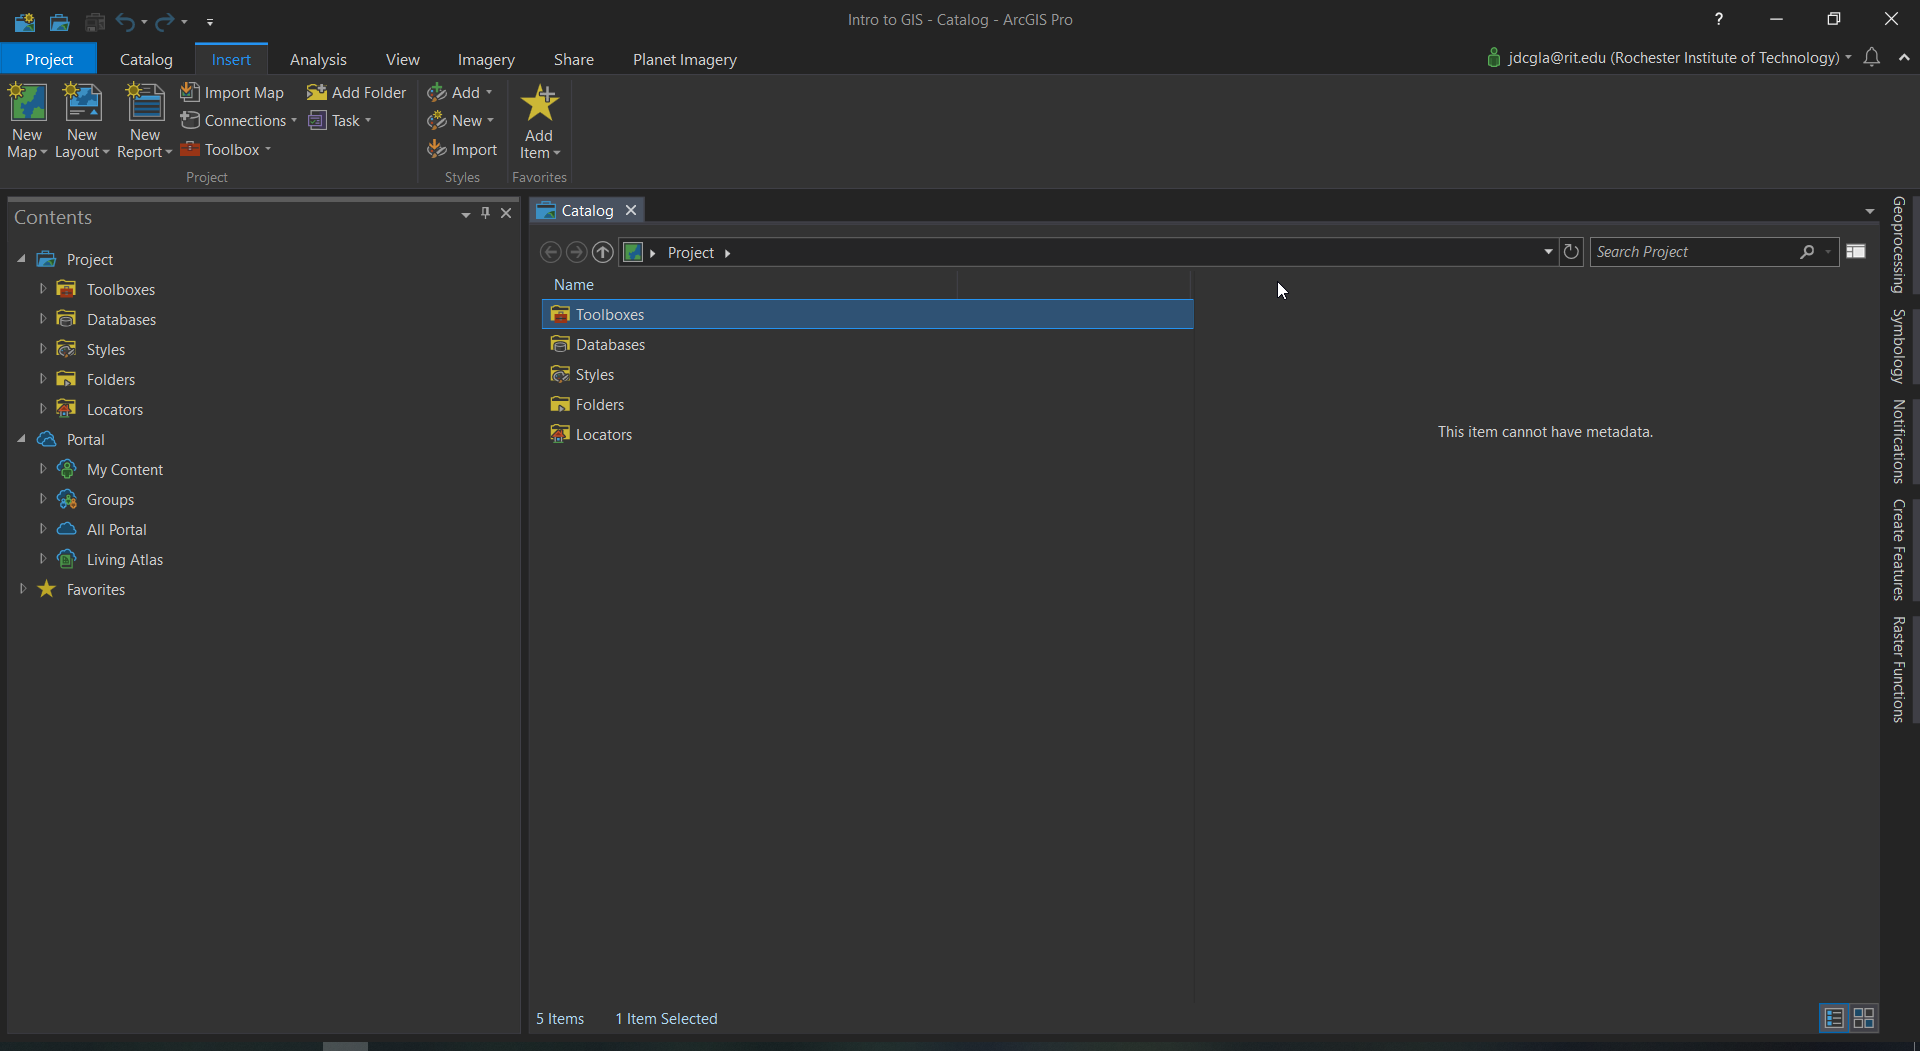 Intro to GIS - Catalog - ArcGIS Pro
?
Project Catalog Insert Analysis View Imagery Share Planet Imagery
jdcgla@rit.edu (Rochester Institute of Technology)
New Map
New Layout
New Report
Import Map
Connections
Toolbox
Add Folder
Task
Project
Add
New
Import
Styles
Add Item
Favorites
Contents
Project
Toolboxes
Databases
Styles
Folders
Locators
Portal
My Content
Groups
All Portal
Living Atlas
Favorites
Catalog
Project
Search Project
Name
Toolboxes
Databases
Styles
Folders
Locators
This item cannot have metadata.
5 Items 1 Item Selected
Geoprocessing
Symbology
Notifications
Create Features
Raster Functions